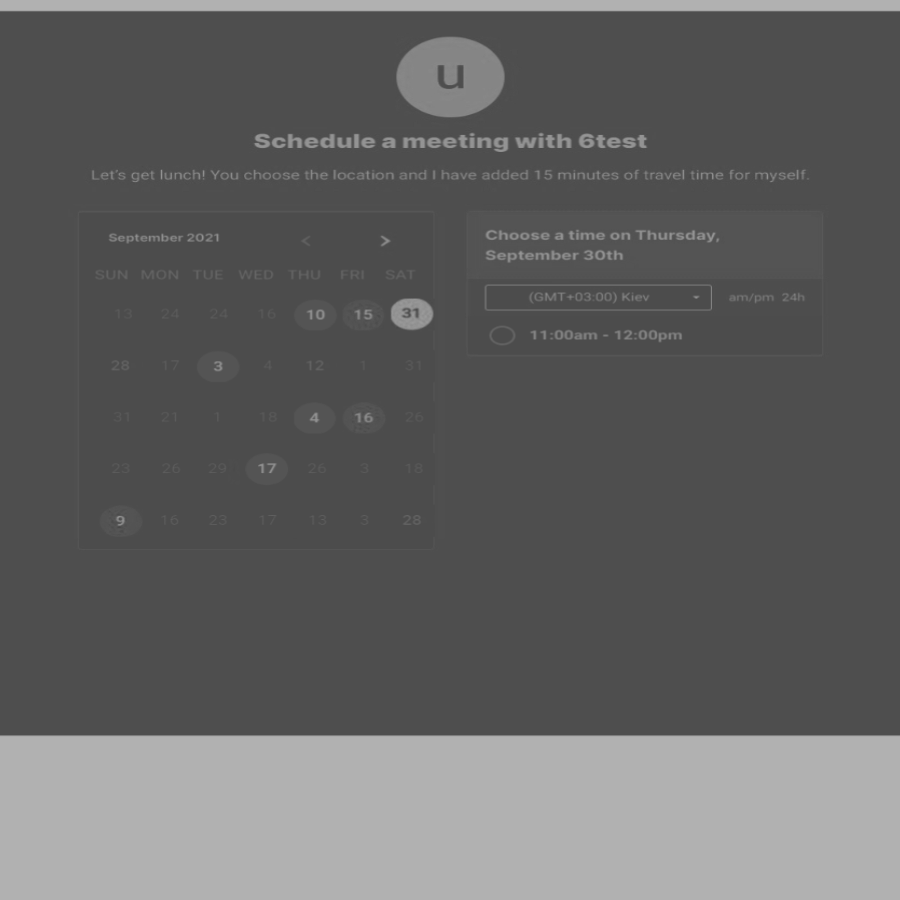 u
Schedule a meeting with 6test
Let's get lunch! You choose the location and I have added 15 minutes of travel time for myself.
September 2021 < >
SUN MON TUE WED THU FRI SAT
13 24 24 16 10 15 31
28 17 3 4 12 1 31
31 21 1 18 4 16 26
23 26 29 17 26 3 18
9 16 23 17 13 3 28
Choose a time on Thursday,
September 30th
(GMT+03:00) Kiev am/pm 24h
11:00am - 12:00pm